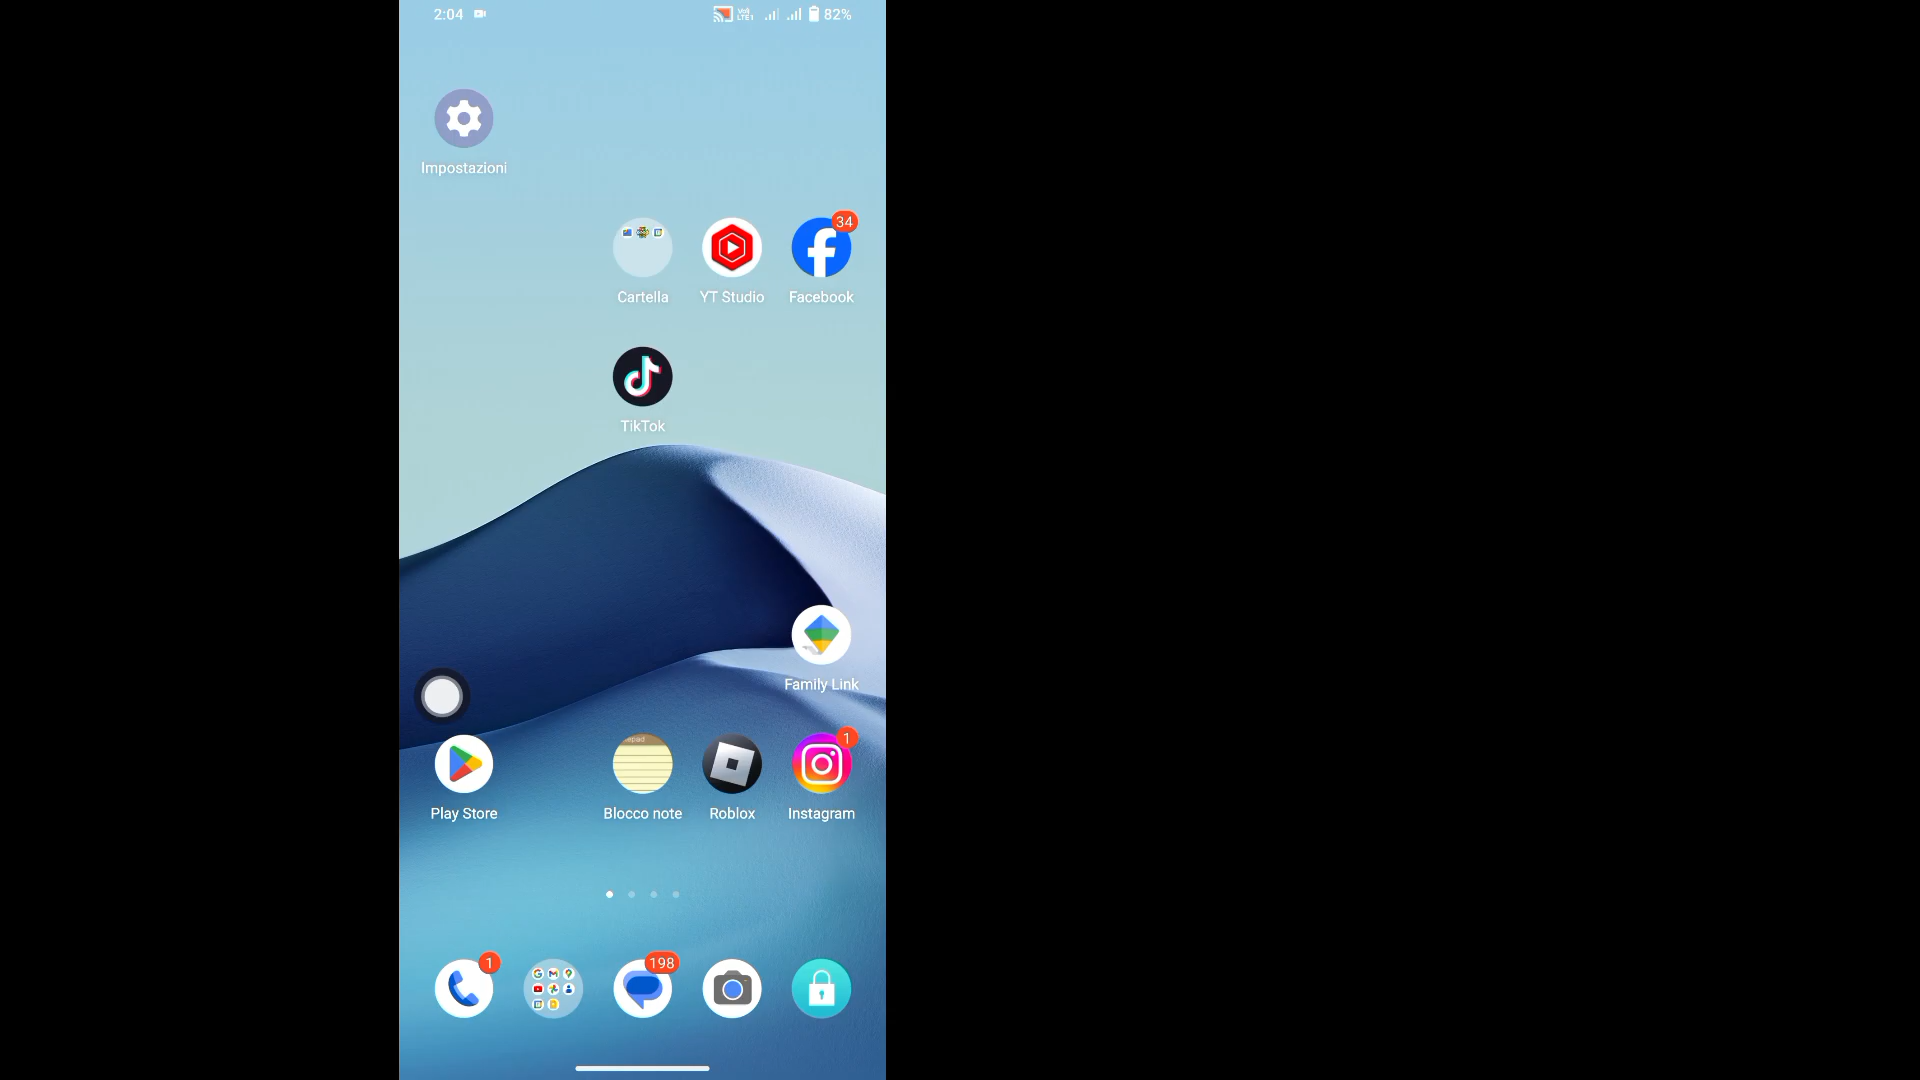 2:04
82%
Impostazioni
34
Cartella
YT Studio
Facebook
TikTok
Family Link
1
Play Store
Blocco note
Roblox
Instagram
1
198